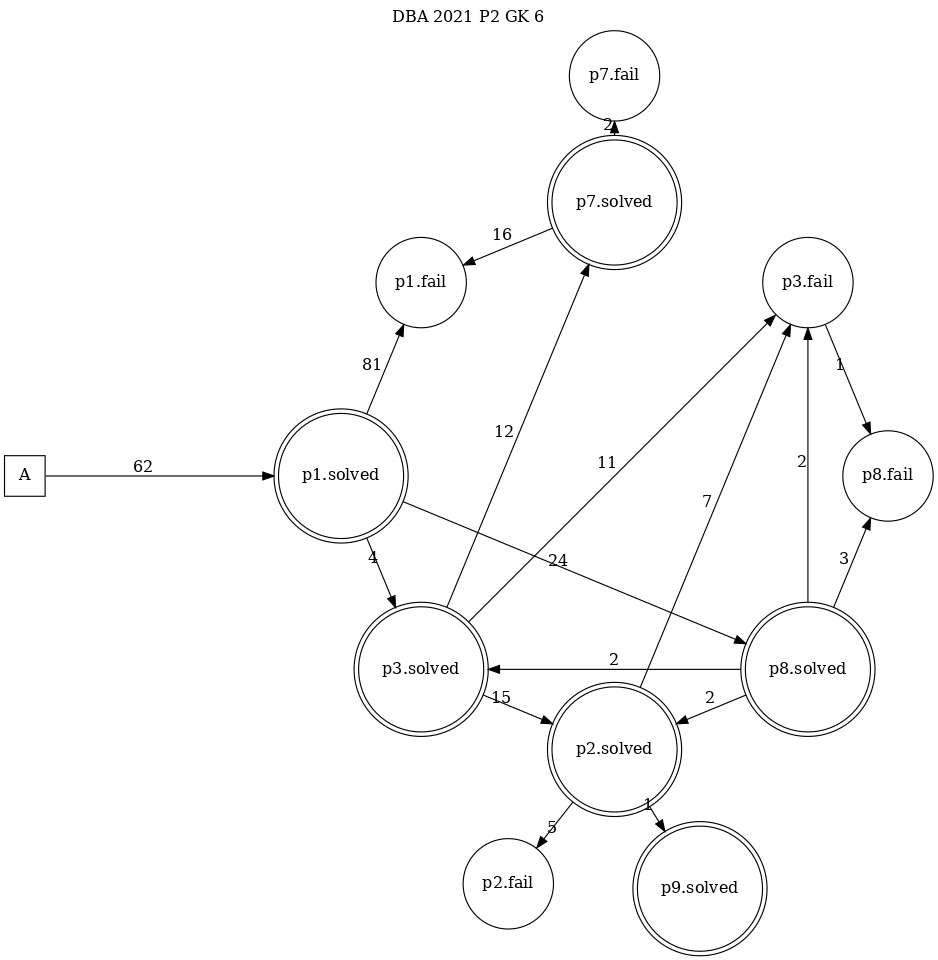 DBA 2021 P2 GK 6
p7.fail
2
p7.solved
16
p1.fail
p3.fail
81
1
12
11
2
62
A
p1.solved
p8.fail
7
4
24
3
p3.solved
2
p8.solved
15
2
p2.solved
1
5
p2.fail
p9.solved